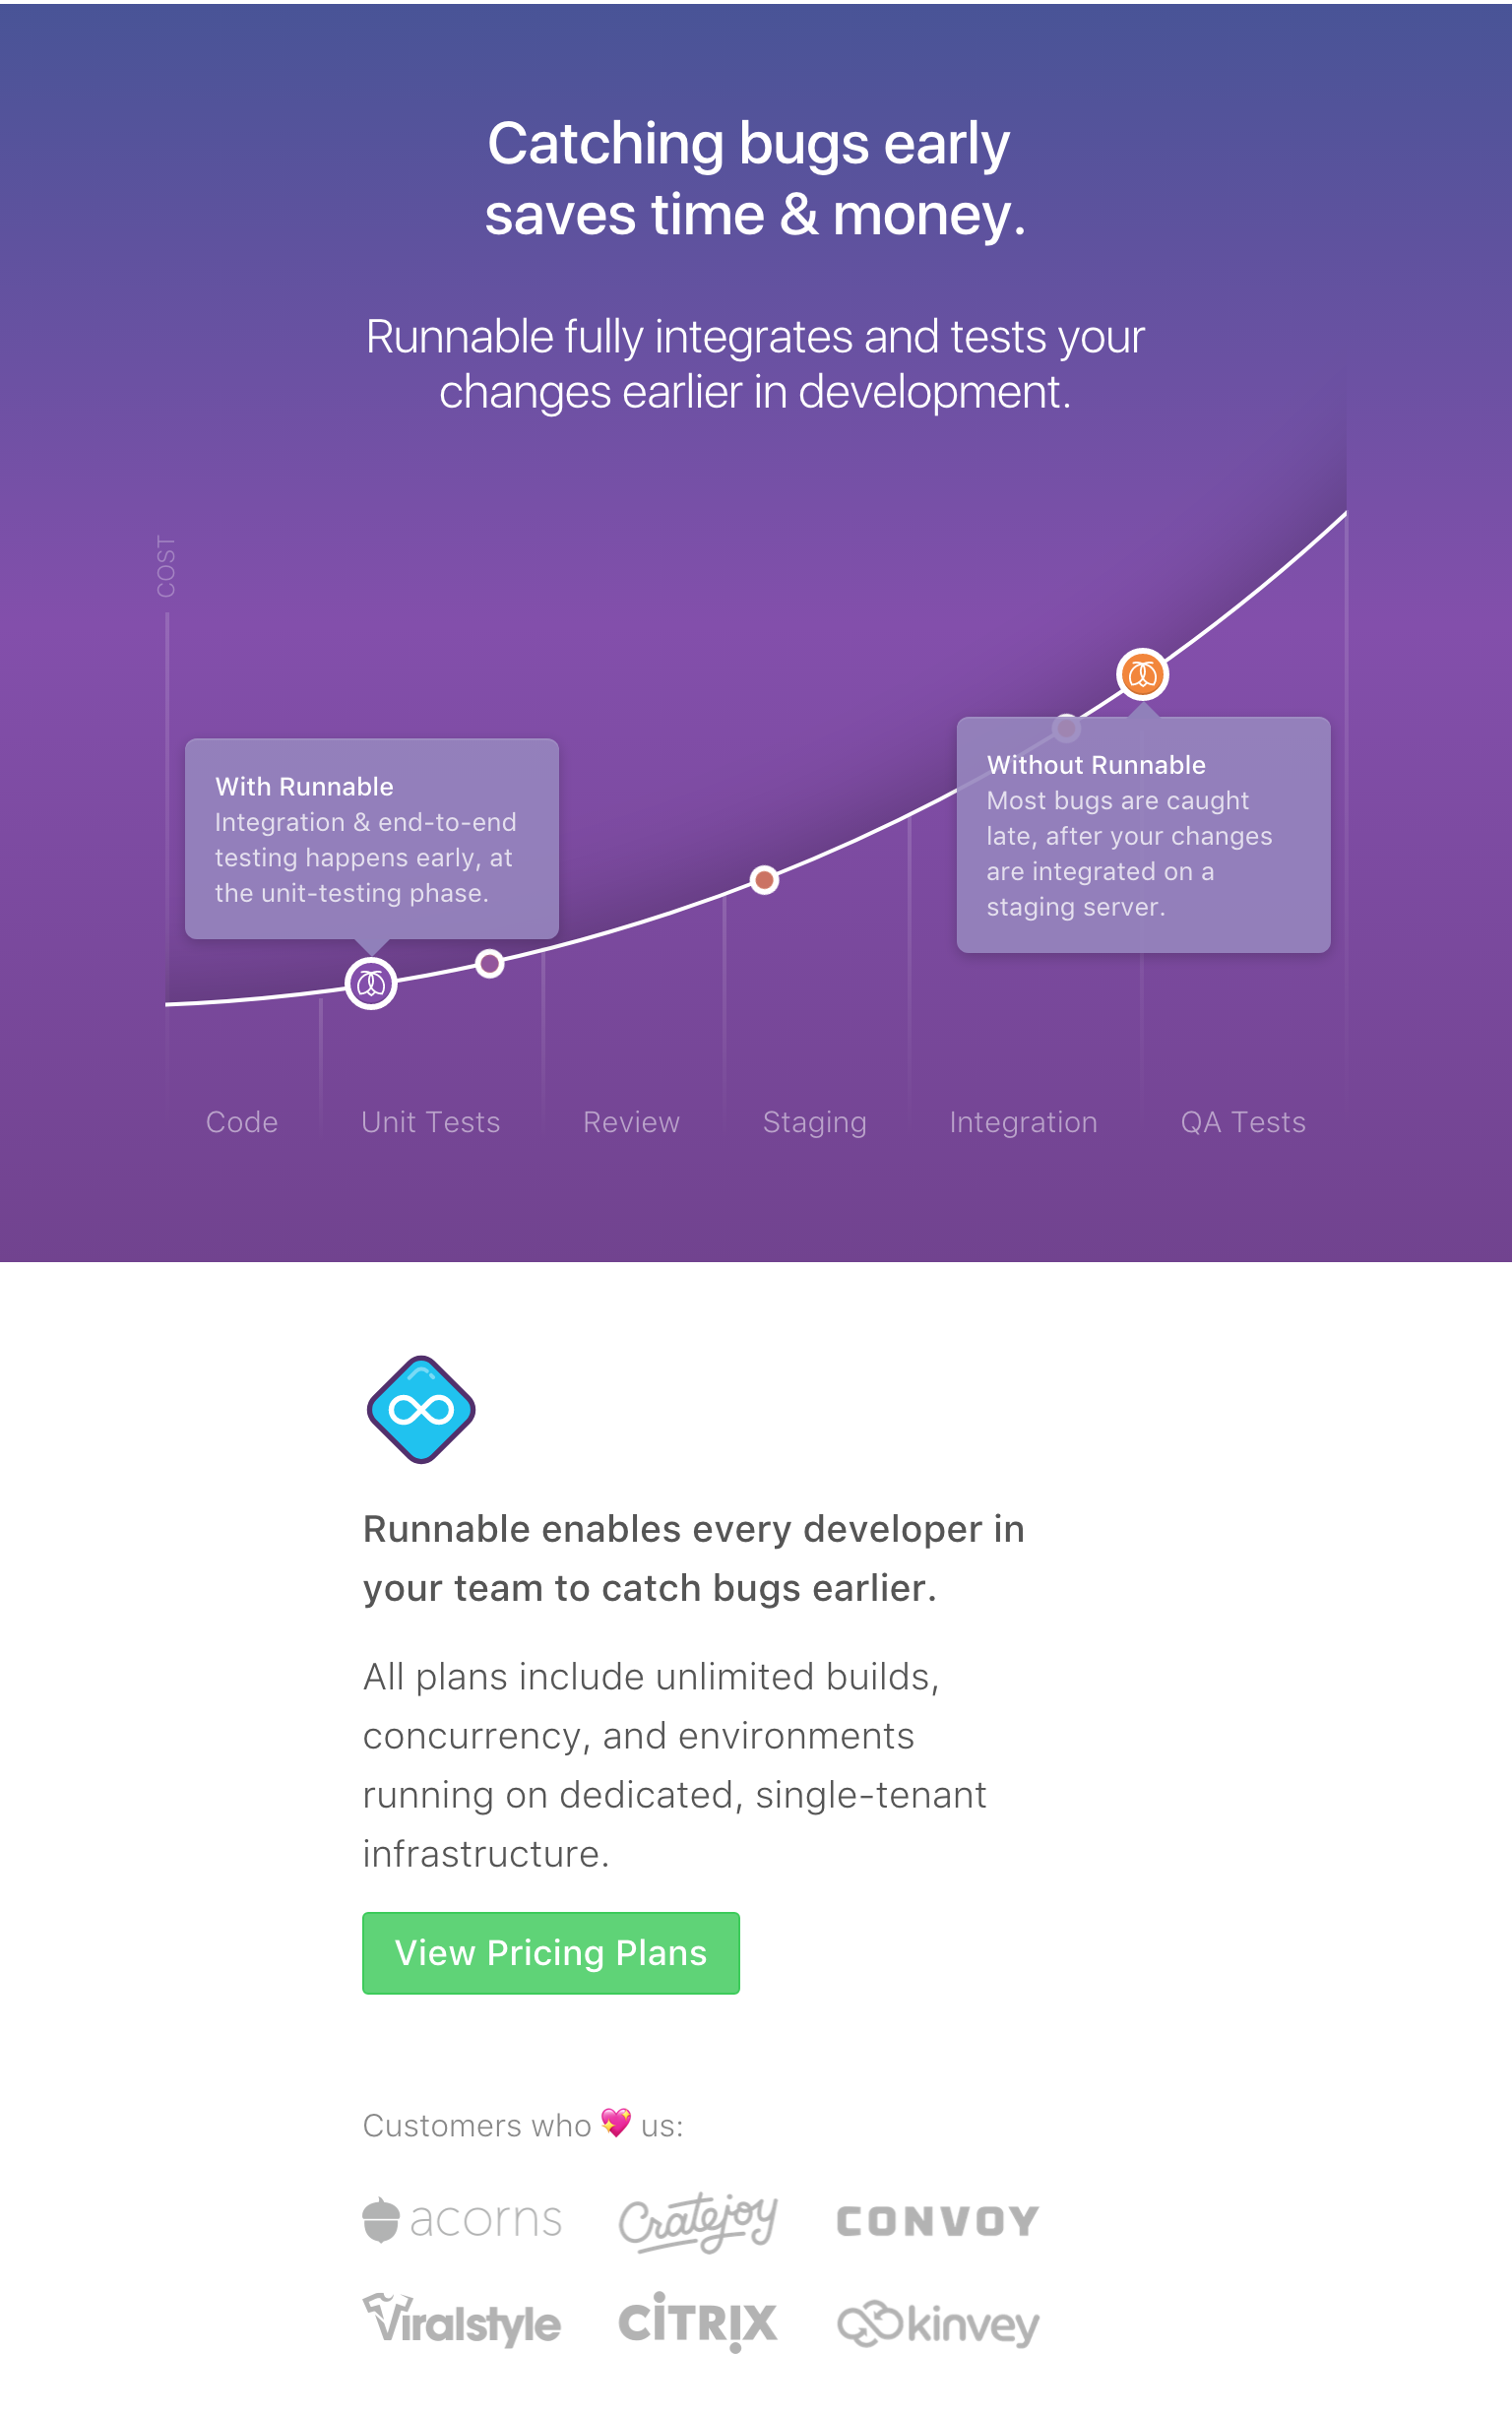 Catching bugs early
saves time & money.
Runnable fully integrates and tests your
changes earlier in development.
COST
With Runnable
Integration & end-to-end
testing happens early, at
the unit-testing phase.
Without Runnable
Most bugs are caught
late, after your changes
are integrated on a
staging server.
Code
Unit Tests
Review
Staging
Integration
QA Tests
Runnable enables every developer in
your team to catch bugs earlier.
All plans include unlimited builds,
concurrency, and environments
running on dedicated, single-tenant
infrastructure.
View Pricing Plans
Customers who 💖 us:
acorns
Cratejoy
CONVOY
Viralstyle
CiTRIX
kinvey